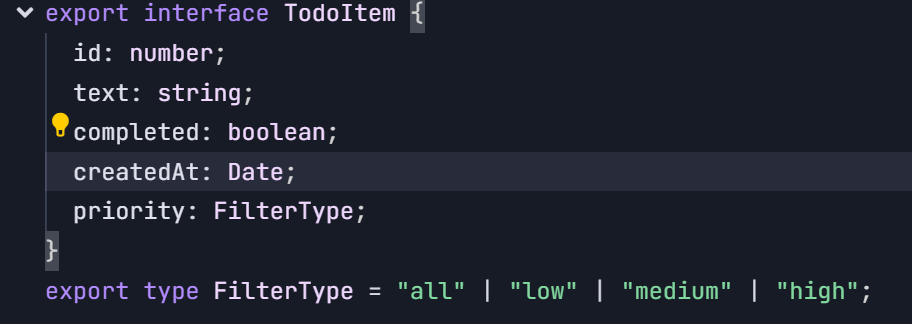 export interface TodoItem {
id: number;
text: string;
completed: boolean;
createdAt: Date;
priority: FilterType;
}
export type FilterType = "all" | "low" | "medium" | "high";